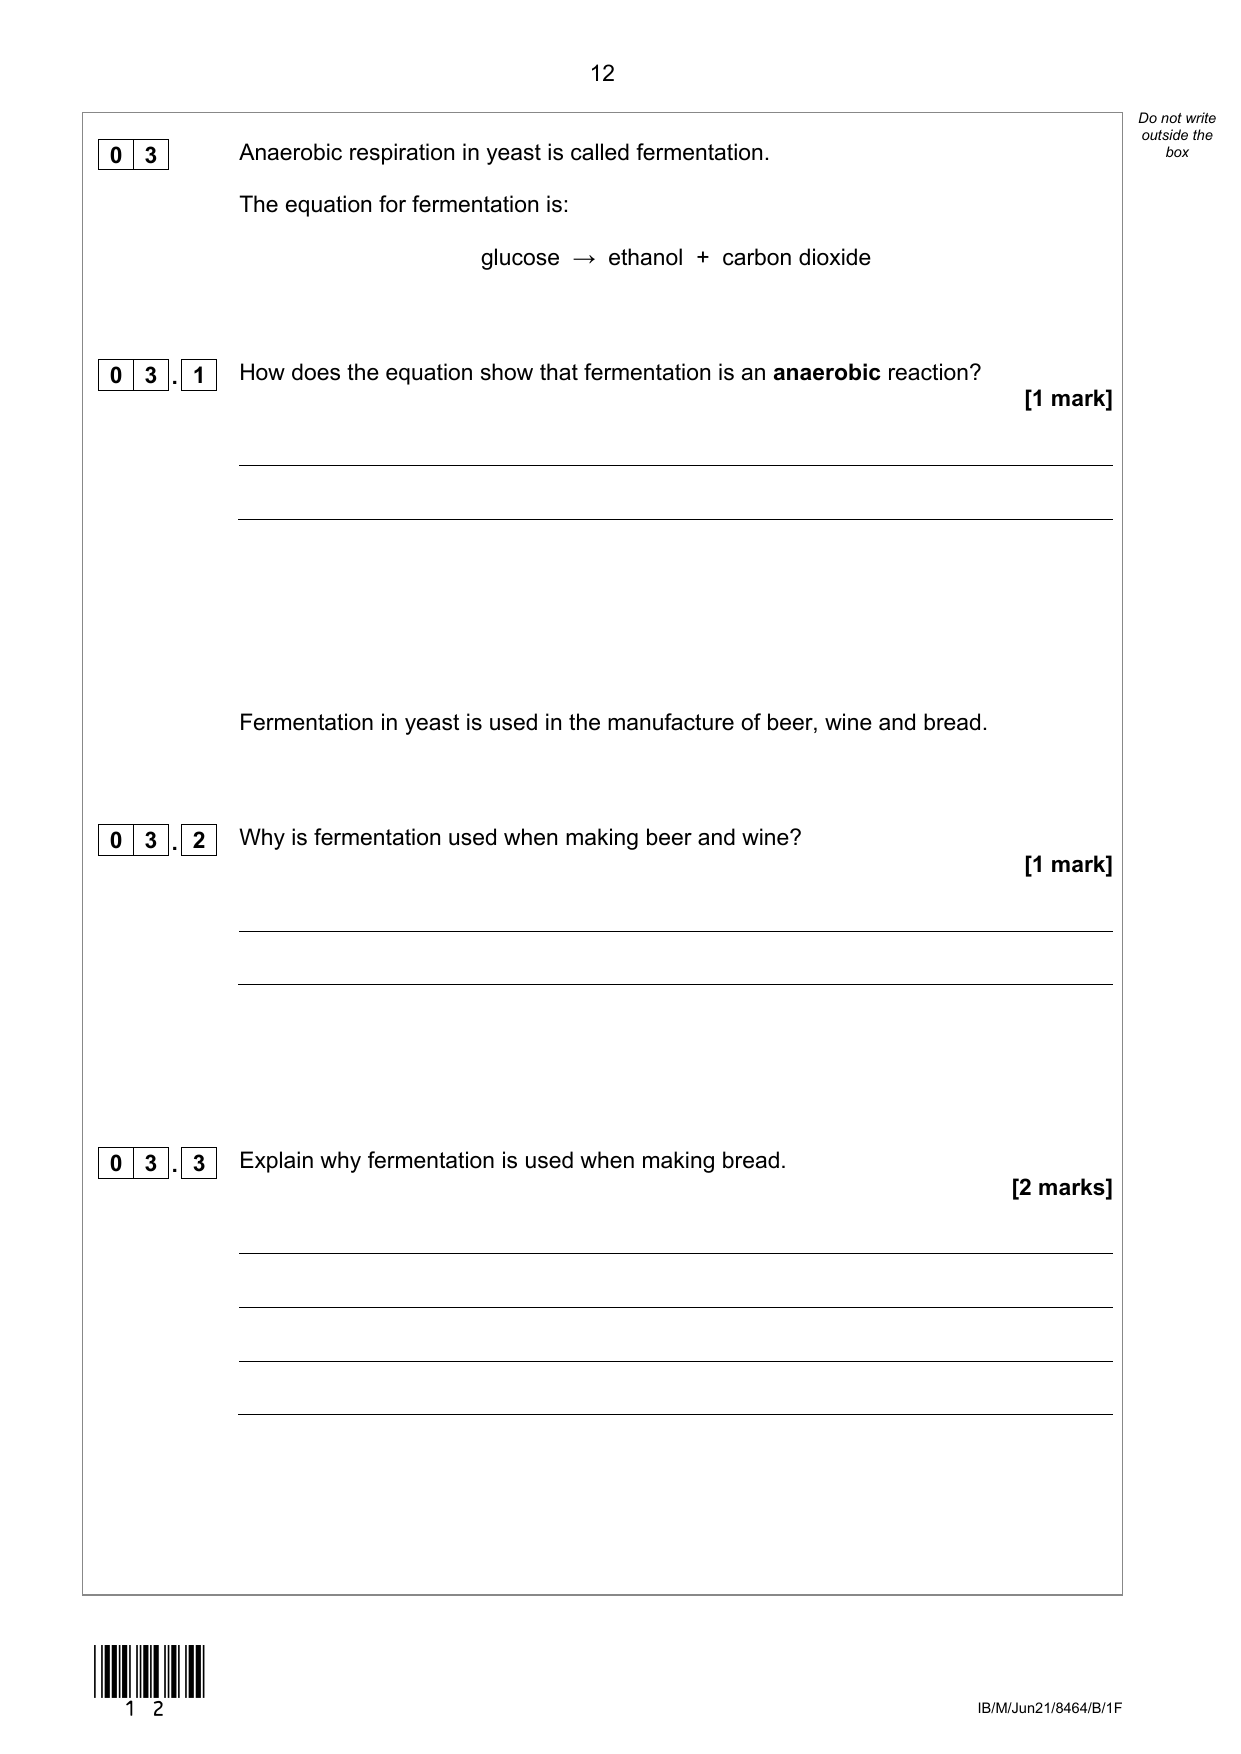 12
Do not write
outside the
box
0 3 Anaerobic respiration in yeast is called fermentation.
The equation for fermentation is:
glucose → ethanol + carbon dioxide
0 3 . 1 How does the equation show that fermentation is an anaerobic reaction?
[1 mark]
Fermentation in yeast is used in the manufacture of beer, wine and bread.
0 3 . 2 Why is fermentation used when making beer and wine?
[1 mark]
0 3 . 3 Explain why fermentation is used when making bread.
[2 marks]
1 2
IB/M/Jun21/8464/B/1F